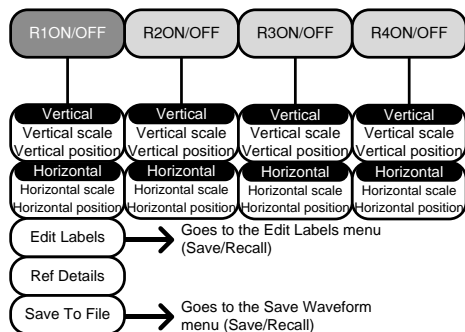 R1ON/OFF R2ON/OFF R3ON/OFF R4ON/OFF
Vertical Vertical Vertical Vertical
Vertical scale Vertical scale Vertical scale Vertical scale
Vertical position Vertical position Vertical position Vertical position
Horizontal Horizontal Horizontal Horizontal
Horizontal scale Horizontal scale Horizontal scale Horizontal scale
Horizontal position Horizontal position Horizontal position Horizontal position
Edit Labels Goes to the Edit Labels menu
(Save/Recall)
Ref Details
Save To File Goes to the Save Waveform
menu (Save/Recall)